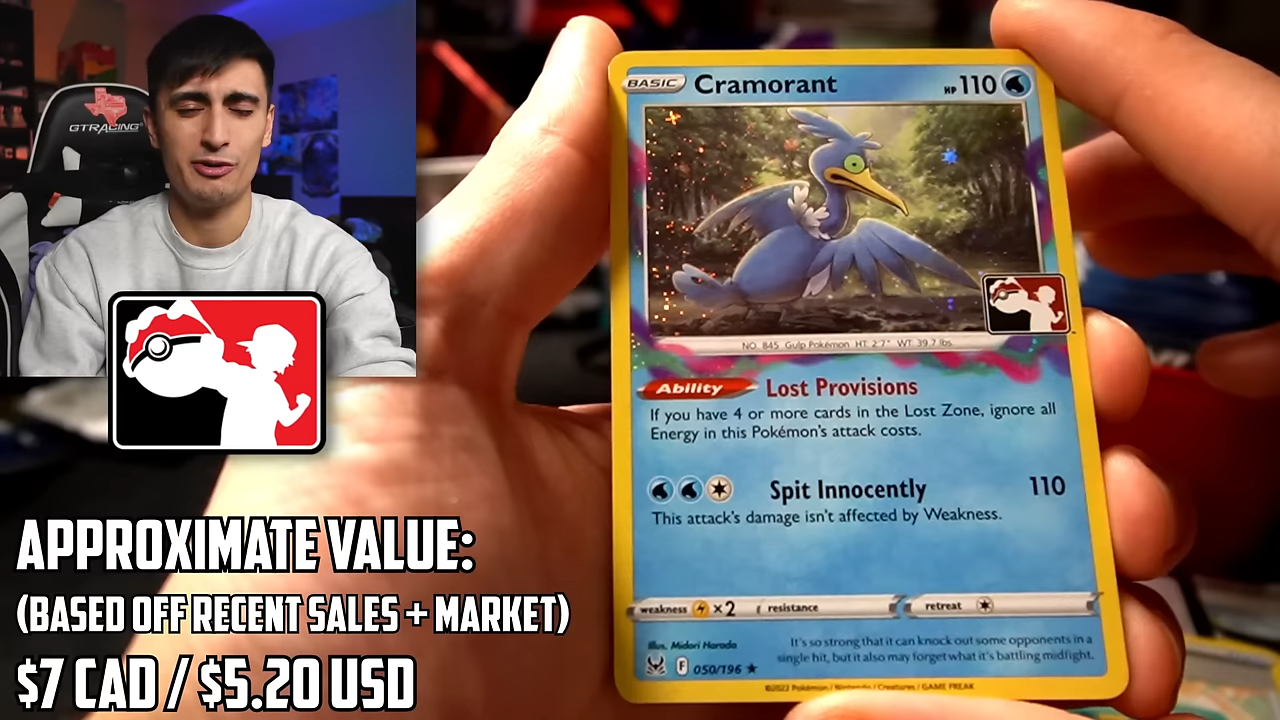 GTRACING
BASIC Cramorant HP 110
NO. 845 Gulp Pokémon HT: 2'7" WT: 39.7 lbs.
Ability Lost Provisions
If you have 4 or more cards in the Lost Zone, ignore all
Energy in this Pokémon's attack costs.
Spit Innocently 110
This attack's damage isn't affected by Weakness.
weakness ×2 resistance retreat
Illus. Midori Harada
It's so strong that it can knock out some opponents in a
single hit, but it also may forget what it's battling midfight.
F 050/196 ★
©2022 Pokémon / Nintendo / Creatures / GAME FREAK
APPROXIMATE VALUE:
(BASED OFF RECENT SALES + MARKET)
$7 CAD / $5.20 USD